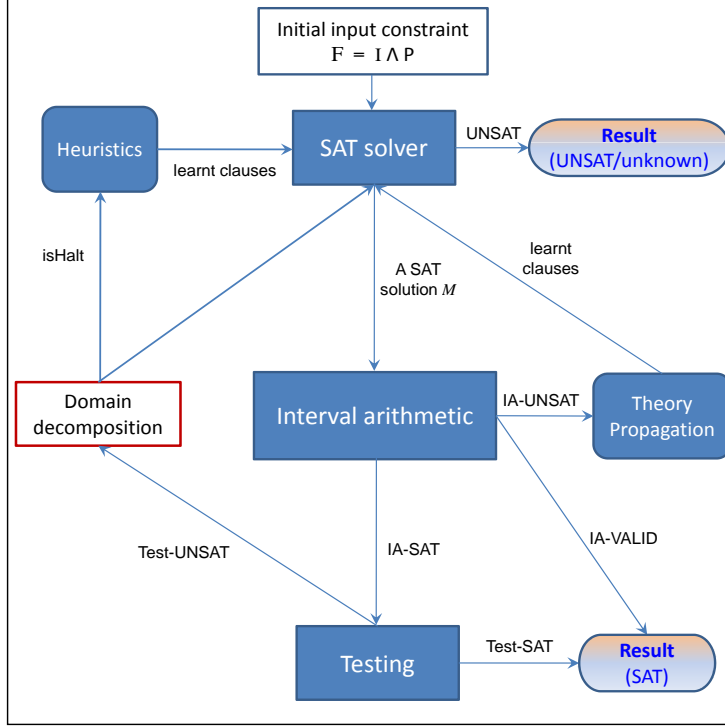 Initial input constraint
F = I Λ P
Heuristics
learnt clauses
SAT solver
UNSAT
Result
(UNSAT/unknown)
isHalt
A SAT
solution M
learnt
clauses
Domain
decomposition
Interval arithmetic
IA-UNSAT
Theory
Propagation
Test-UNSAT
IA-SAT
IA-VALID
Testing
Test-SAT
Result
(SAT)